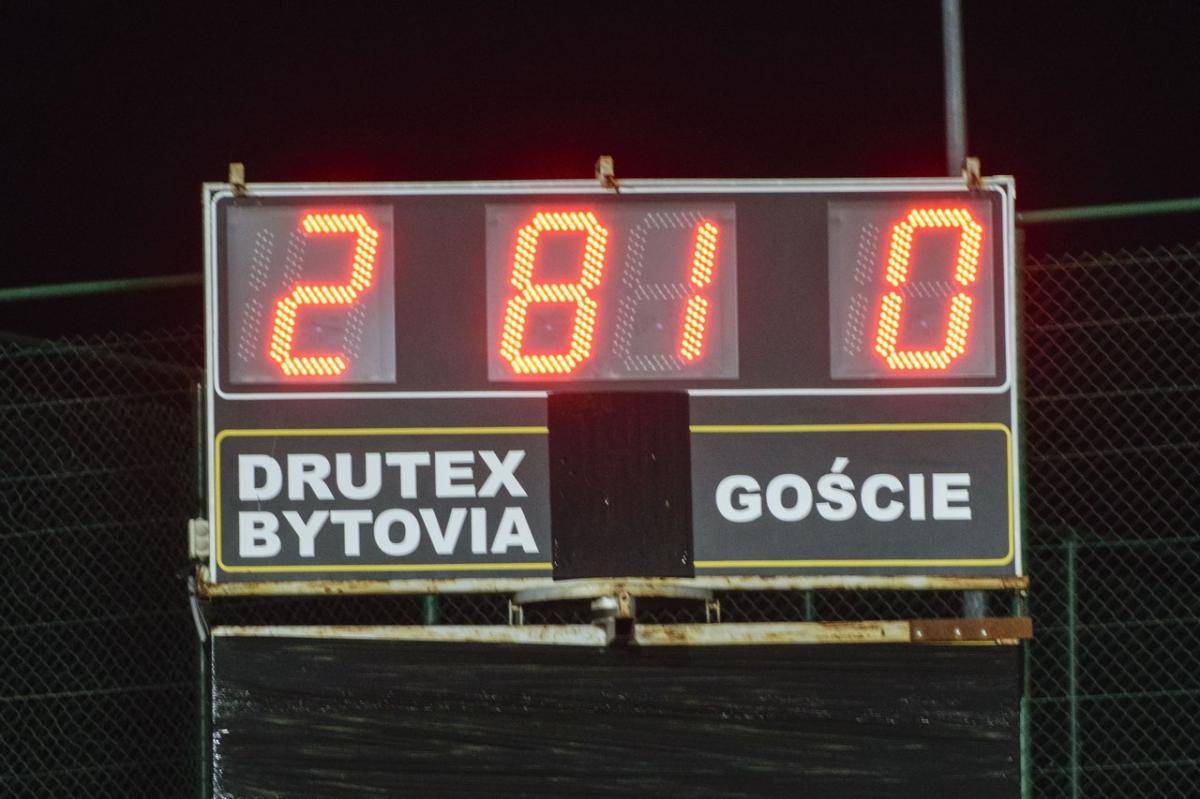 2 81 0
DRUTEX
BYTOVIA
GOŚCIE